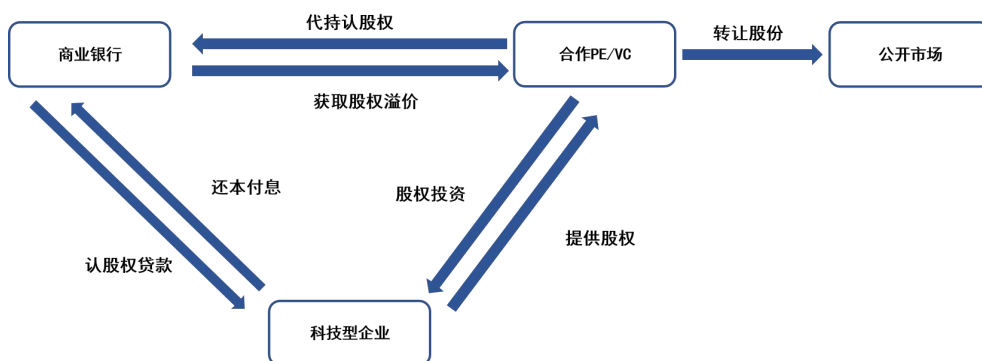 代持认股权
转让股份
商业银行
合作PE/VC
公开市场
获取股权溢价
还本付息
股权投资
提供股权
认股权贷款
科技型企业